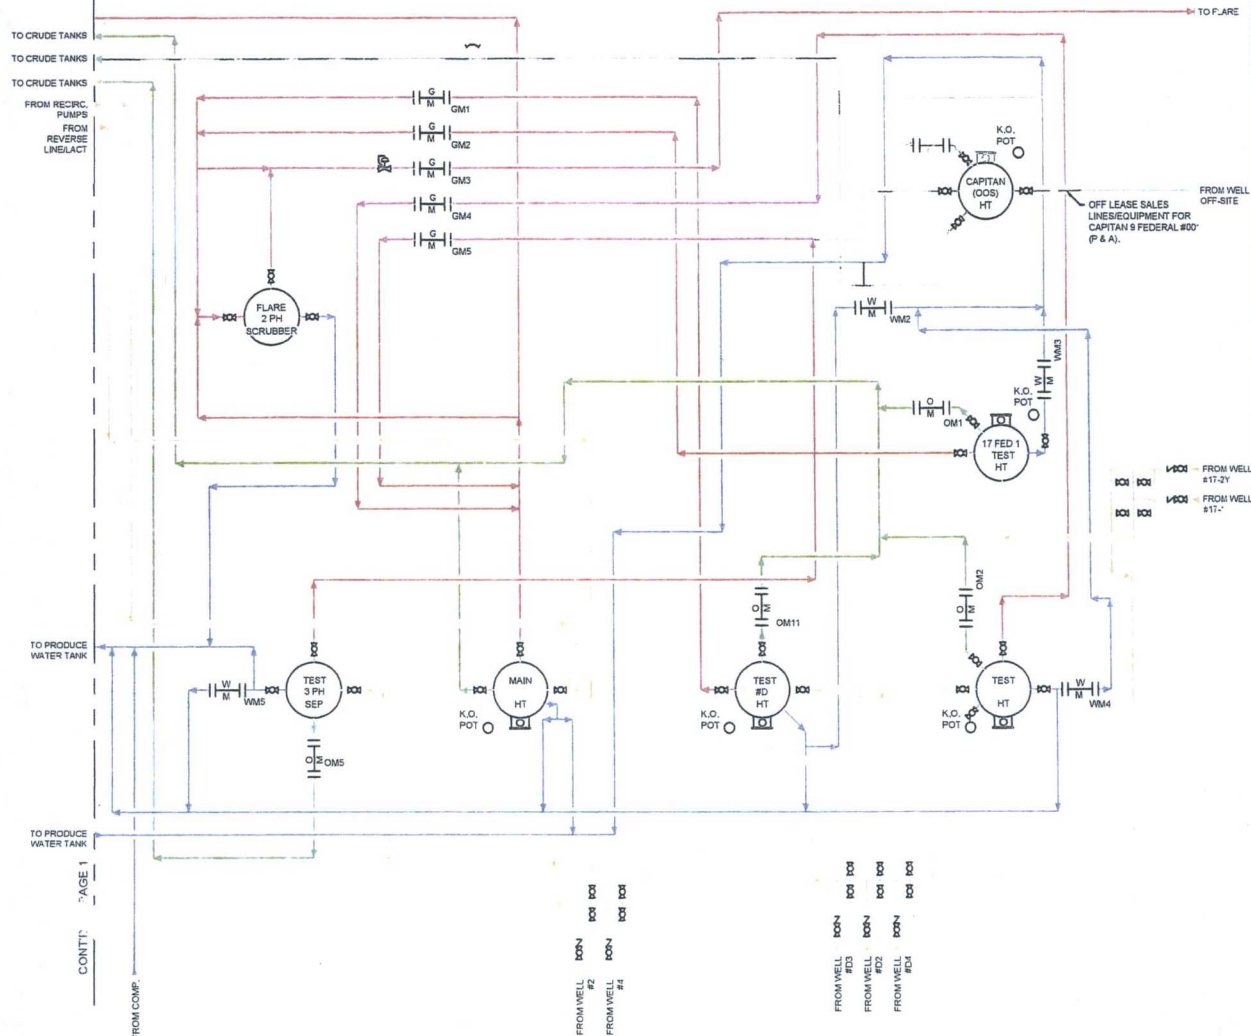 TO FLARE
TO CRUDE TANKS
TO CRUDE TANKS
TO CRUDE TANKS
FROM RECIRC.
PUMPS
FROM
REVERSE
LINE/LACT
G
M
GM1
G
M
GM2
G
M
GM3
G
M
GM4
G
M
GM5
K.O.
POT
CAPITAN
(OOS)
HT
FROM WELL
OFF-SITE
OFF LEASE SALES
LINES/EQUIPMENT FOR
CAPITAN 9 FEDERAL #00
(P & A).
FLARE
2 PH
SCRUBBER
W
M
WM2
W
M
WM3
K.O.
POT
O
M
OM1
17 FED 1
TEST
HT
FROM WELL
#17-2Y
FROM WELL
#17-
O
M
OM11
O
M
OM2
TO PRODUCE
WATER TANK
W
M
WM5
TEST
3 PH
SEP
MAIN
HT
K.O.
POT
TEST
#D
HT
K.O.
POT
TEST
HT
K.O.
POT
W
M
WM4
O
M
OM5
TO PRODUCE
WATER TANK
CONT'D PAGE 1
FROM COMP.
FROM WELL
#2
FROM WELL
#4
FROM WELL
#D3
FROM WELL
#D2
FROM WELL
#D4